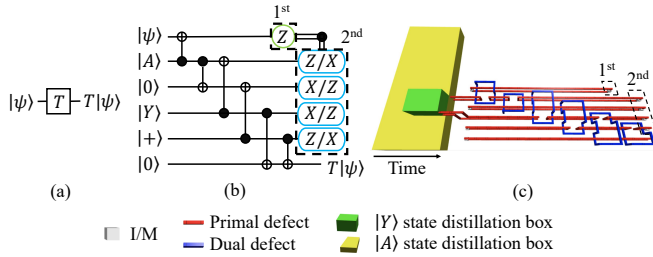 1st
2nd
|ψ⟩
Z
|A⟩
Z/X
|0⟩
X/Z
|Y⟩
X/Z
|+⟩
Z/X
|0⟩
T|ψ⟩
|ψ⟩ T T|ψ⟩
1st
2nd
Time
(a)
(b)
(c)
I/M
Primal defect
Dual defect
|Y⟩ state distillation box
|A⟩ state distillation box